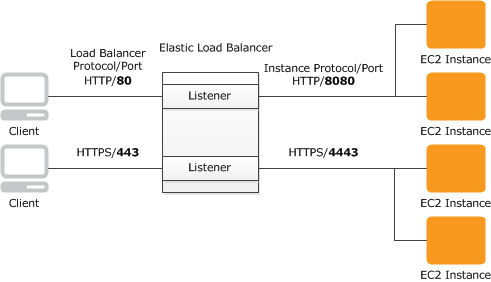 Load Balancer
Protocol/Port
HTTP/80
Elastic Load Balancer
Instance Protocol/Port
HTTP/8080
EC2 Instance
Listener
Client
EC2 Instance
HTTPS/443
Listener
HTTPS/4443
Client
EC2 Instance
EC2 Instance